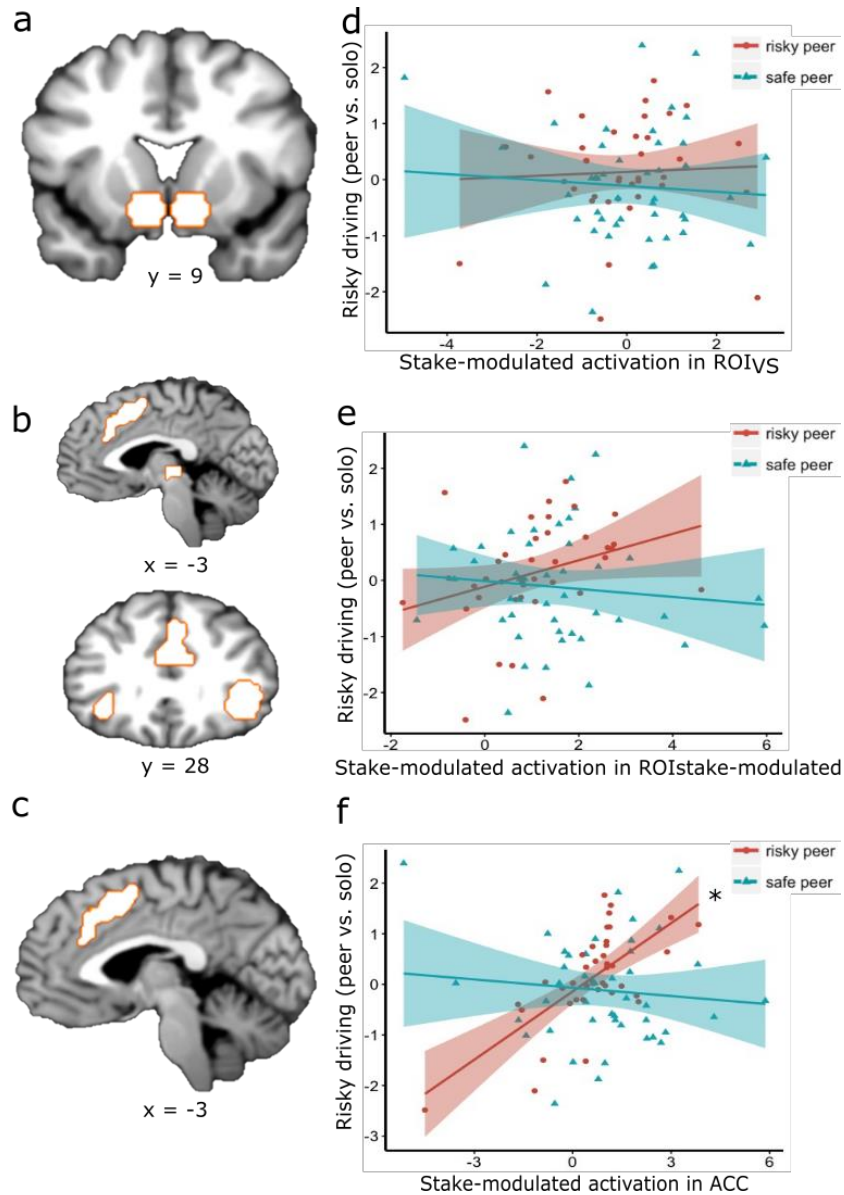 a
y = 9
b
x = -3
y = 28
c
x = -3
d
risky peer
safe peer
Risky driving (peer vs. solo)
2
1
0
-1
-2
-4
-2
0
2
Stake-modulated activation in ROIVS
e
risky peer
safe peer
Risky driving (peer vs. solo)
2
1
0
-1
-2
-2
0
2
4
6
Stake-modulated activation in ROIstake-modulated
f
risky peer
safe peer
*
Risky driving (peer vs. solo)
2
1
0
-1
-2
-3
-3
0
3
6
Stake-modulated activation in ACC